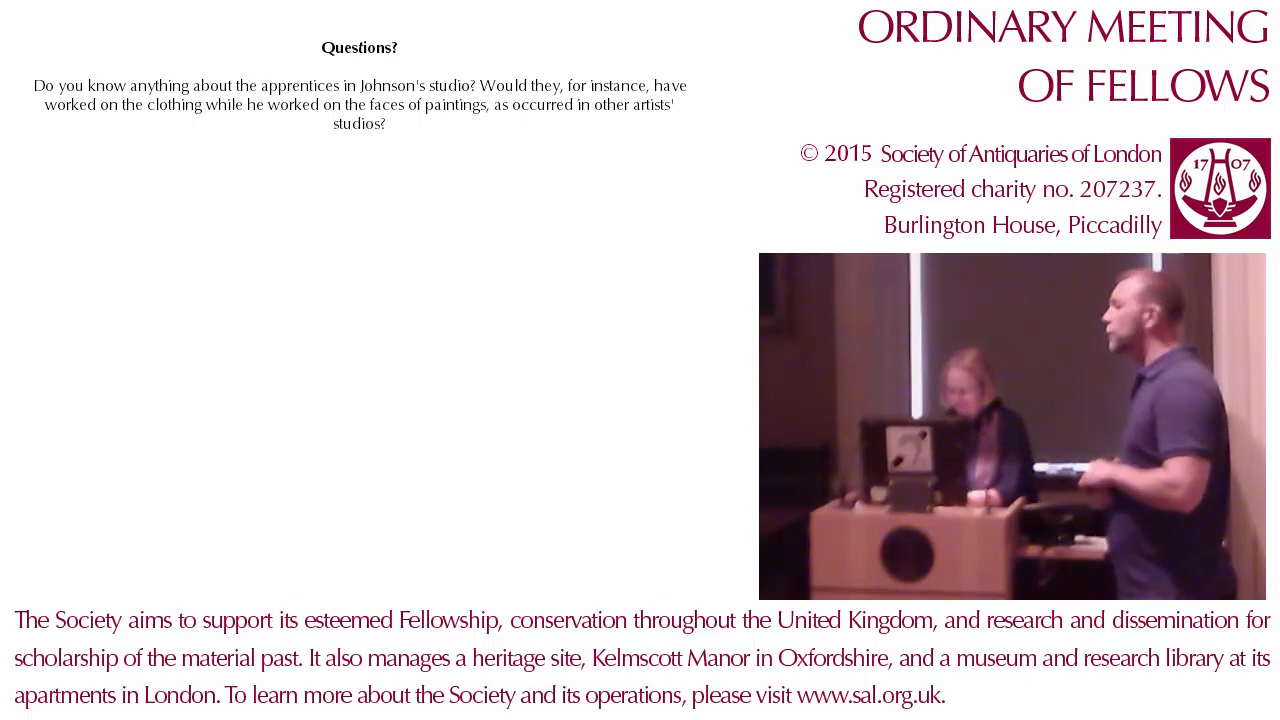 Questions?
Do you know anything about the apprentices in Johnson's studio? Would they, for instance, have
worked on the clothing while he worked on the faces of paintings, as occurred in other artists'
studios?
ORDINARY MEETING
OF FELLOWS
© 2015 Society of Antiquaries of London
Registered charity no. 207237.
Burlington House, Piccadilly
17 07
The Society aims to support its esteemed Fellowship, conservation throughout the United Kingdom, and research and dissemination for
scholarship of the material past. It also manages a heritage site, Kelmscott Manor in Oxfordshire, and a museum and research library at its
apartments in London. To learn more about the Society and its operations, please visit www.sal.org.uk.